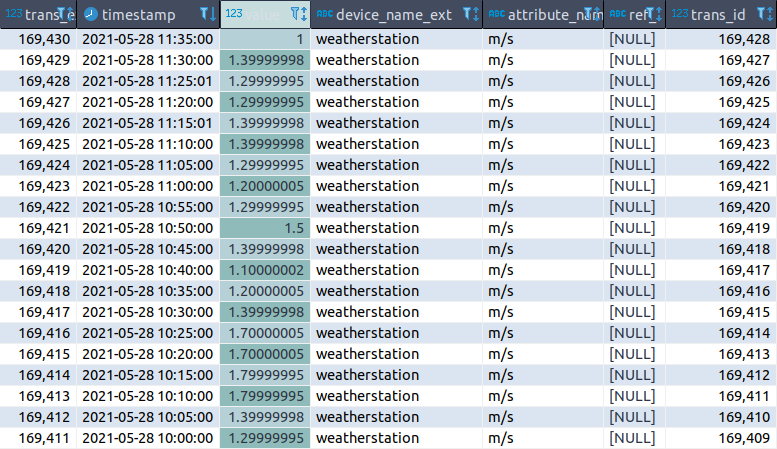 123 trans_e timestamp 123 value ABC device_name_ext ABC attribute_nam ABC ref_ 123 trans_id
169,430 2021-05-28 11:35:00 1 weatherstation m/s [NULL] 169,428
169,429 2021-05-28 11:30:00 1.39999998 weatherstation m/s [NULL] 169,427
169,428 2021-05-28 11:25:01 1.29999995 weatherstation m/s [NULL] 169,426
169,427 2021-05-28 11:20:00 1.29999995 weatherstation m/s [NULL] 169,425
169,426 2021-05-28 11:15:01 1.39999998 weatherstation m/s [NULL] 169,424
169,425 2021-05-28 11:10:00 1.39999998 weatherstation m/s [NULL] 169,423
169,424 2021-05-28 11:05:00 1.29999995 weatherstation m/s [NULL] 169,422
169,423 2021-05-28 11:00:00 1.20000005 weatherstation m/s [NULL] 169,421
169,422 2021-05-28 10:55:00 1.29999995 weatherstation m/s [NULL] 169,420
169,421 2021-05-28 10:50:00 1.5 weatherstation m/s [NULL] 169,419
169,420 2021-05-28 10:45:00 1.39999998 weatherstation m/s [NULL] 169,418
169,419 2021-05-28 10:40:00 1.10000002 weatherstation m/s [NULL] 169,417
169,418 2021-05-28 10:35:00 1.20000005 weatherstation m/s [NULL] 169,416
169,417 2021-05-28 10:30:00 1.39999998 weatherstation m/s [NULL] 169,415
169,416 2021-05-28 10:25:00 1.70000005 weatherstation m/s [NULL] 169,414
169,415 2021-05-28 10:20:00 1.70000005 weatherstation m/s [NULL] 169,413
169,414 2021-05-28 10:15:00 1.79999995 weatherstation m/s [NULL] 169,412
169,413 2021-05-28 10:10:00 1.79999995 weatherstation m/s [NULL] 169,411
169,412 2021-05-28 10:05:00 1.39999998 weatherstation m/s [NULL] 169,410
169,411 2021-05-28 10:00:00 1.29999995 weatherstation m/s [NULL] 169,409